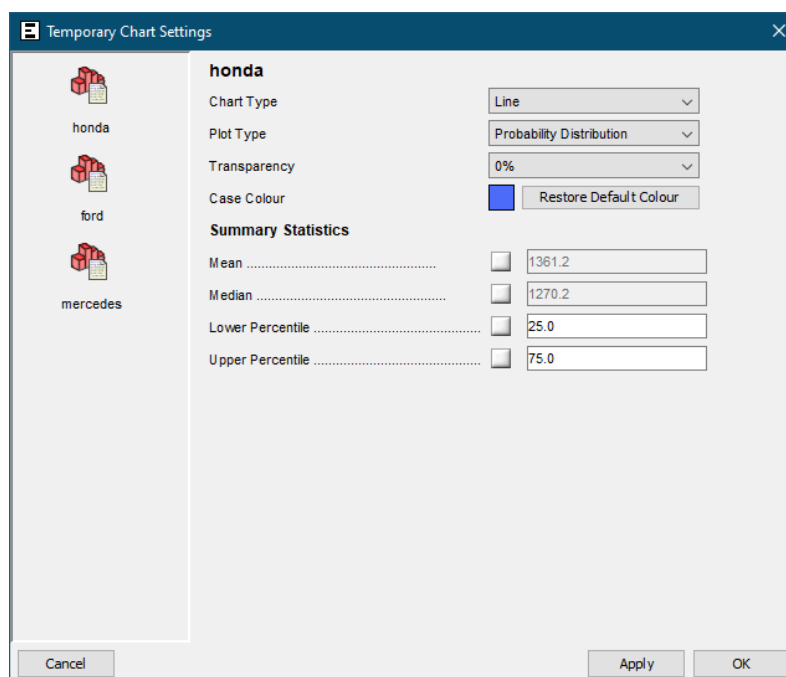 Temporary Chart Settings
honda
ford
mercedes
honda
Chart Type Line
Plot Type Probability Distribution
Transparency 0%
Case Colour Restore Default Colour
Summary Statistics
Mean ................................................... 1361.2
Median ................................................... 1270.2
Lower Percentile ............................................. 25.0
Upper Percentile ............................................. 75.0
Cancel Apply OK